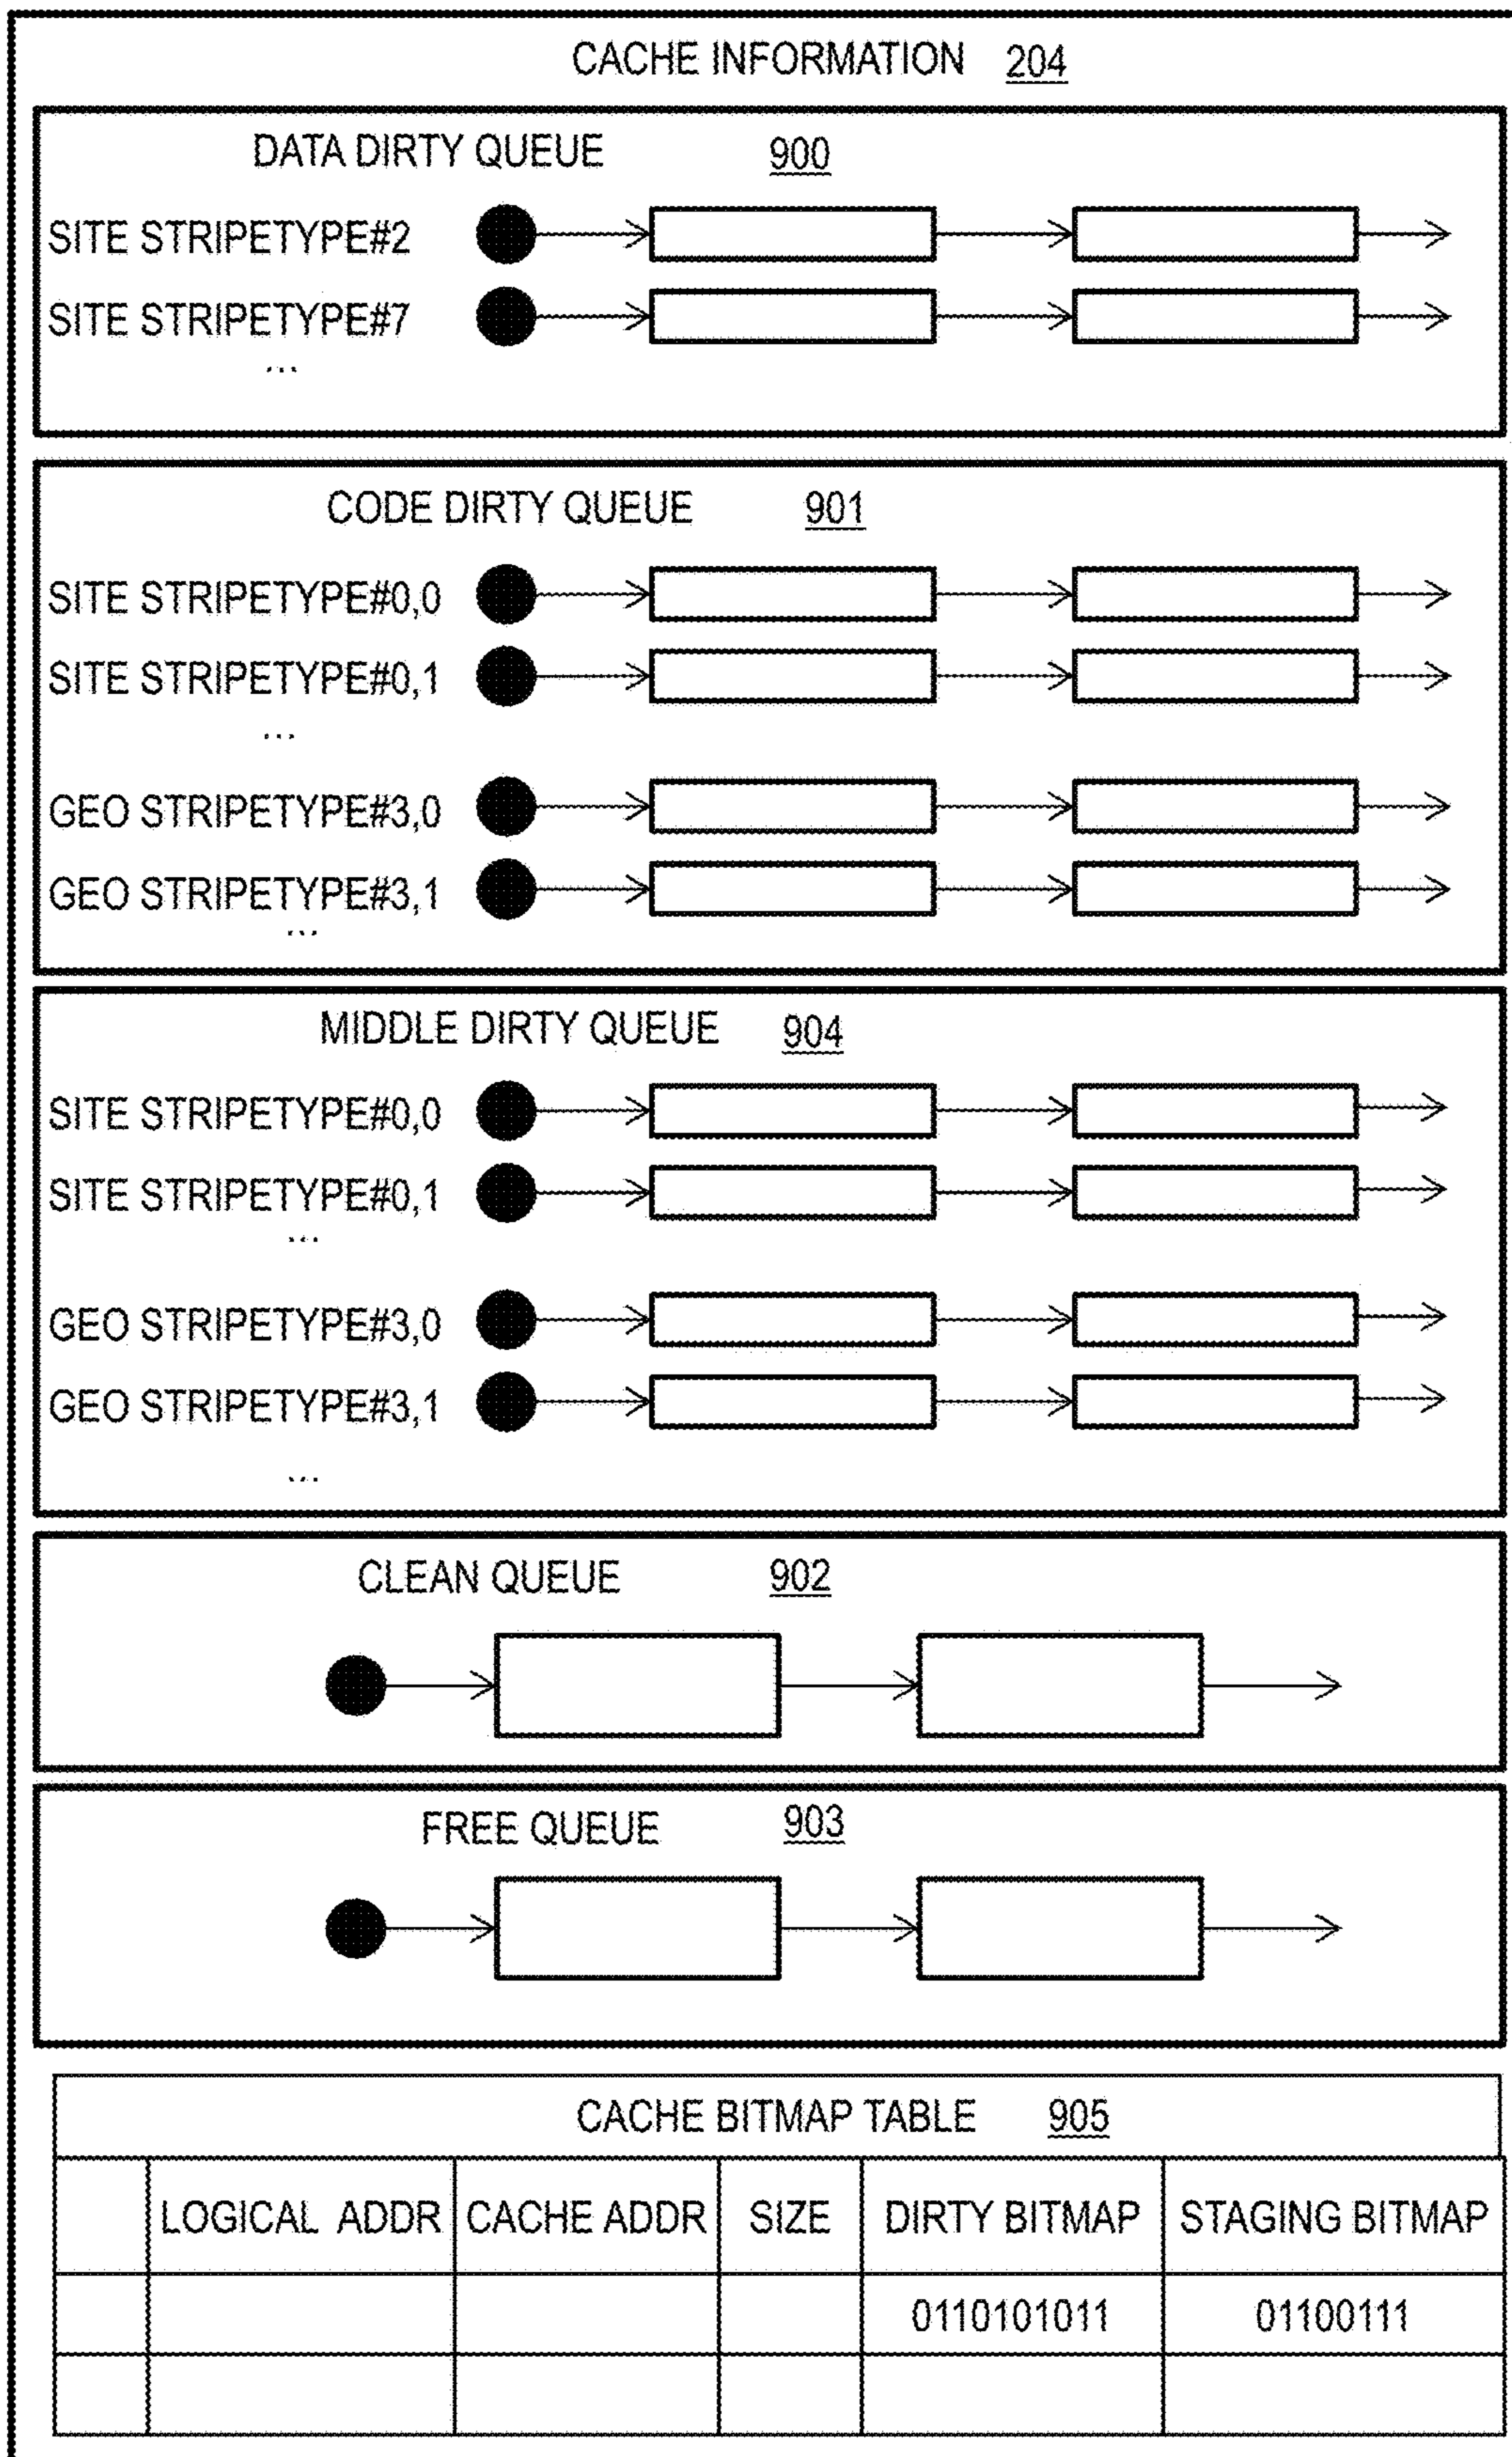 CACHE INFORMATION 204
DATA DIRTY QUEUE 900
SITE STRIPETYPE#2
SITE STRIPETYPE#7
...
CODE DIRTY QUEUE 901
SITE STRIPETYPE#0,0
SITE STRIPETYPE#0,1
...
GEO STRIPETYPE#3,0
GEO STRIPETYPE#3,1
...
MIDDLE DIRTY QUEUE 904
SITE STRIPETYPE#0,0
SITE STRIPETYPE#0,1
...
GEO STRIPETYPE#3,0
GEO STRIPETYPE#3,1
...
CLEAN QUEUE 902
FREE QUEUE 903
CACHE BITMAP TABLE 905
LOGICAL ADDR CACHE ADDR SIZE DIRTY BITMAP STAGING BITMAP
0110101011 01100111